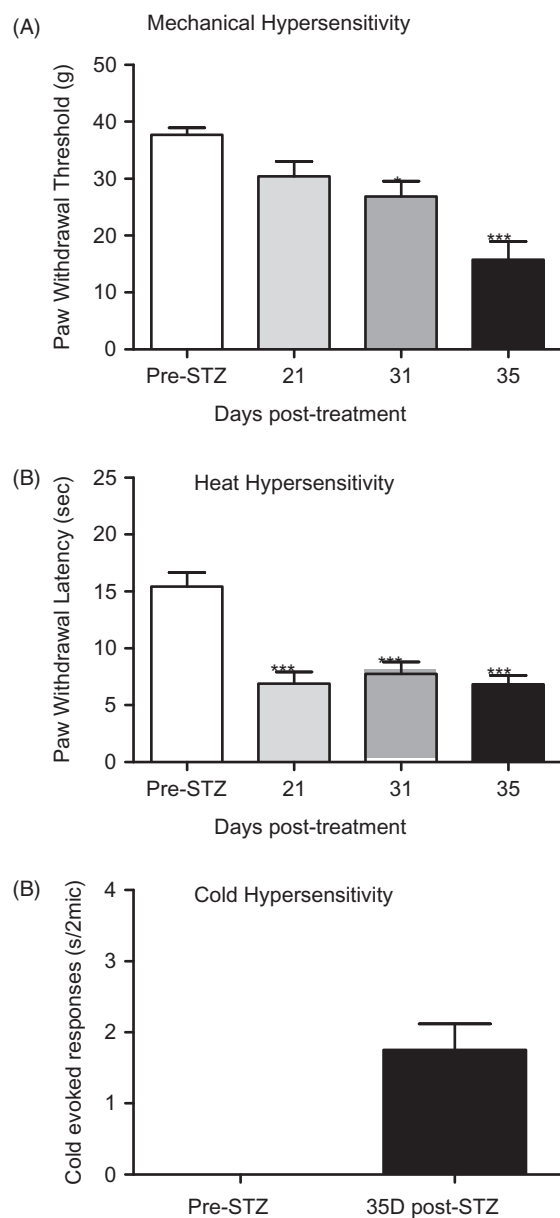 (A) Mechanical Hypersensitivity
Paw Withdrawal Threshold (g)
50
40
30
20
10
0
*
***
Pre-STZ 21 31 35
Days post-treatment
(B) Heat Hypersensitivity
Paw Withdrawal Latency (sec)
25
20
15
10
5
0
*** *** ***
Pre-STZ 21 31 35
Days post-treatment
(B) Cold Hypersensitivity
Cold evoked responses (s/2mic)
4
3
2
1
0
Pre-STZ 35D post-STZ